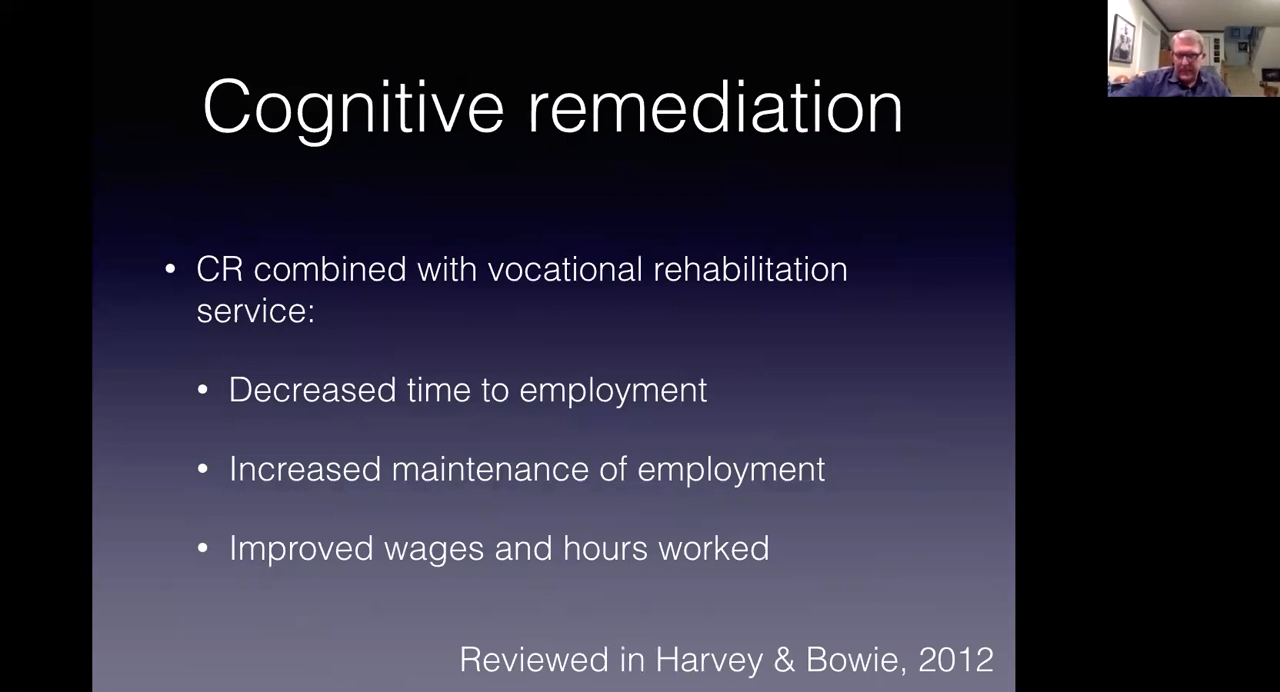 Cognitive remediation
• CR combined with vocational rehabilitation
service:
• Decreased time to employment
• Increased maintenance of employment
• Improved wages and hours worked
Reviewed in Harvey & Bowie, 2012